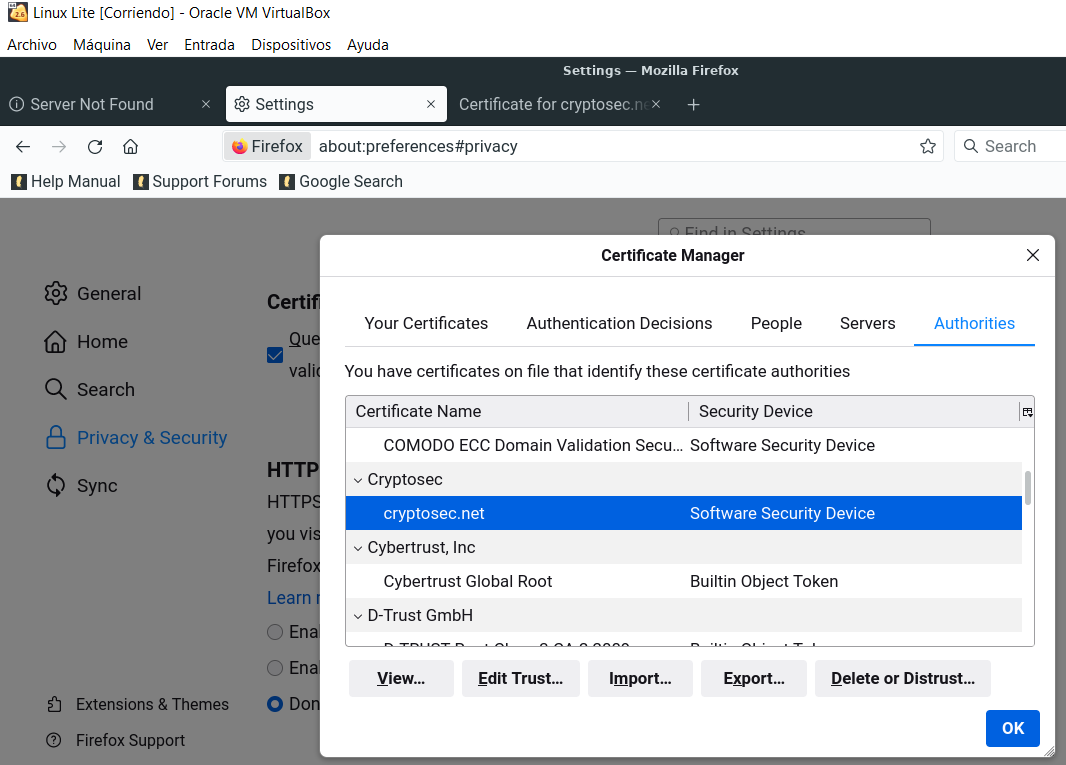 Linux Lite [Corriendo] - Oracle VM VirtualBox
Archivo Máquina Ver Entrada Dispositivos Ayuda
Settings — Mozilla Firefox
Server Not Found Settings Certificate for cryptosec.ne
Firefox about:preferences#privacy Search
Help Manual Support Forums Google Search
Find in Settings
Certificate Manager
General
Home
Search
Privacy & Security
Sync
Extensions & Themes
Firefox Support
Certif
Que
valic
HTTP
HTTPS
you vis
Firefox
Learn
Ena
Ena
Don
Your Certificates Authentication Decisions People Servers Authorities
You have certificates on file that identify these certificate authorities
Certificate Name Security Device
COMODO ECC Domain Validation Secu... Software Security Device
Cryptosec
cryptosec.net Software Security Device
Cybertrust, Inc
Cybertrust Global Root Builtin Object Token
D-Trust GmbH
View... Edit Trust... Import... Export... Delete or Distrust...
OK